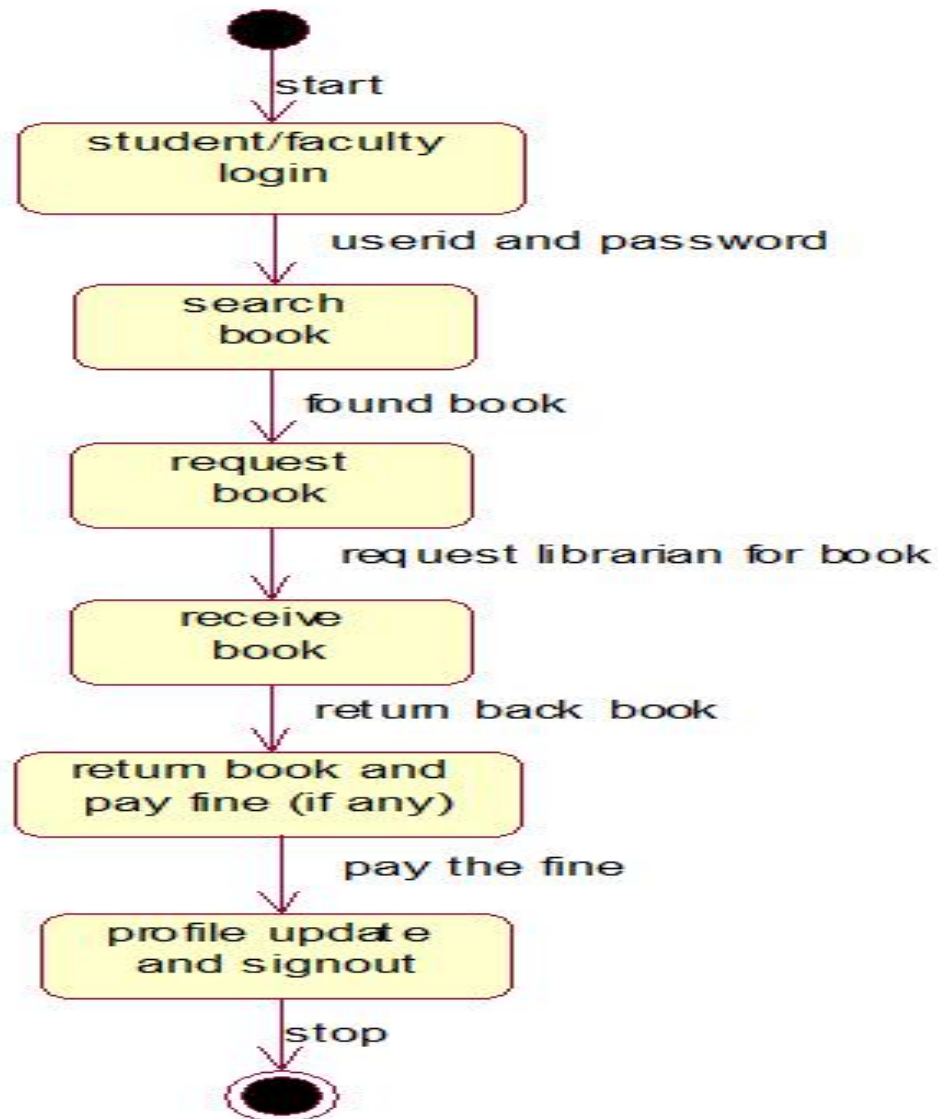 start
student/faculty
login
userid and password
search
book
found book
request
book
request librarian for book
receive
book
return back book
return book and
pay fine (if any)
pay the fine
profile update
and signout
stop